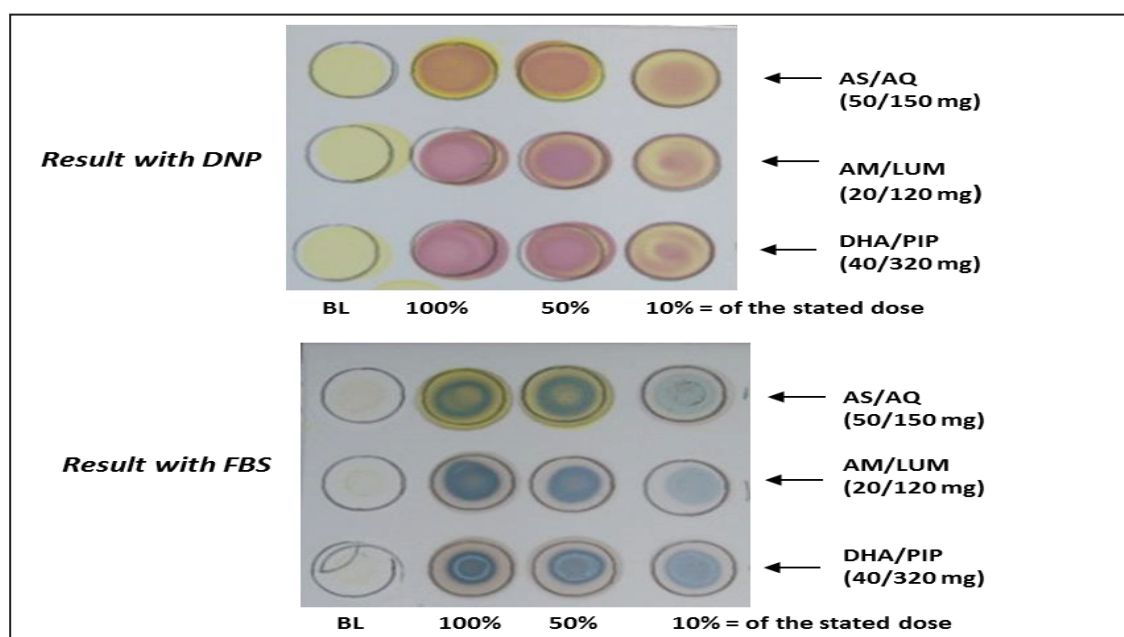 AS/AQ
(50/150 mg)
Result with DNP
AM/LUM
(20/120 mg)
DHA/PIP
(40/320 mg)
BL 100% 50% 10% = of the stated dose
AS/AQ
(50/150 mg)
Result with FBS
AM/LUM
(20/120 mg)
DHA/PIP
(40/320 mg)
BL 100% 50% 10% = of the stated dose